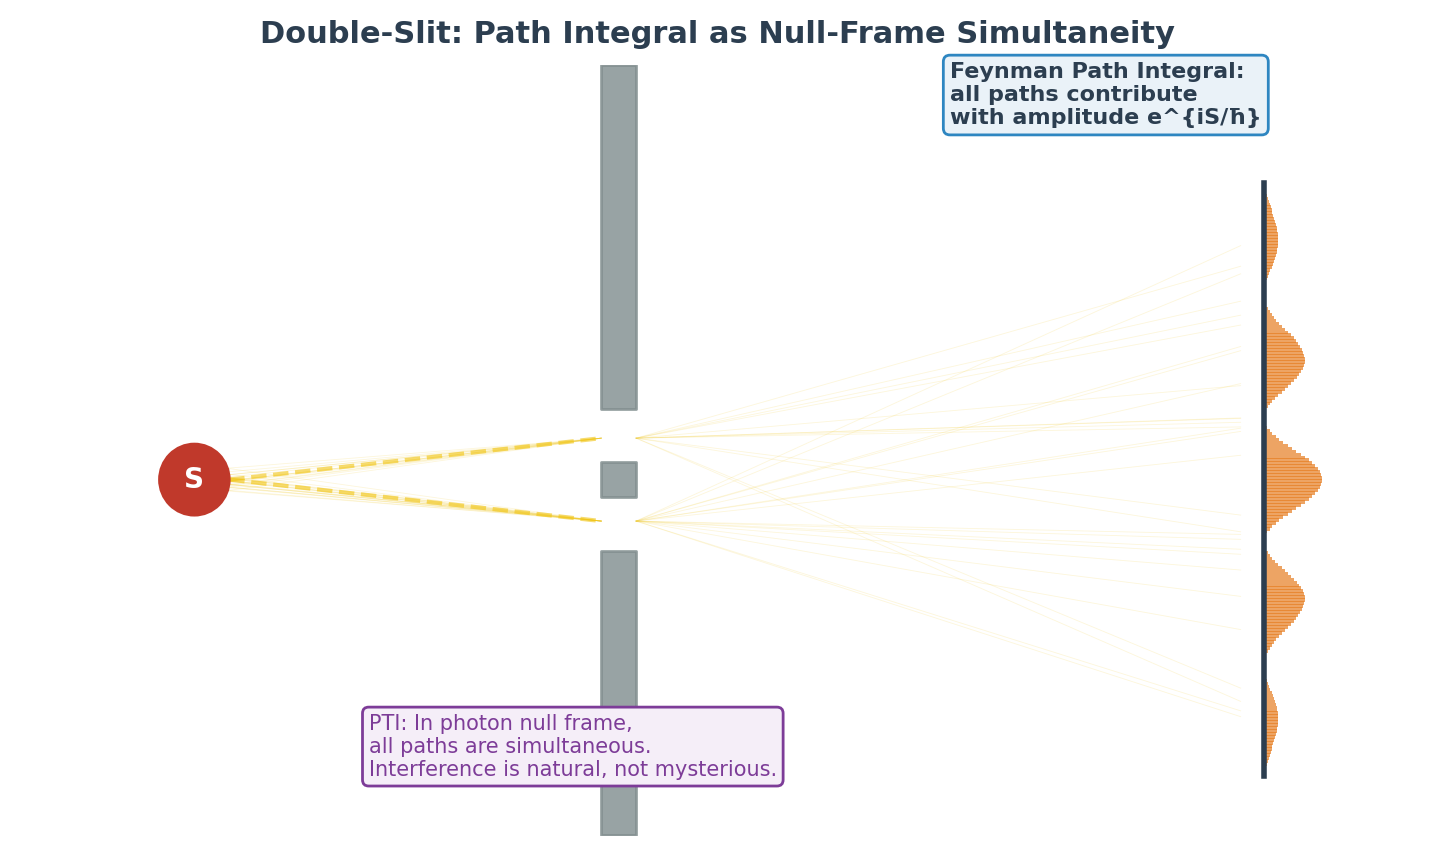 Double-Slit: Path Integral as Null-Frame Simultaneity
Feynman Path Integral:
all paths contribute
with amplitude e^{iS/ħ}
S
PTI: In photon null frame,
all paths are simultaneous.
Interference is natural, not mysterious.